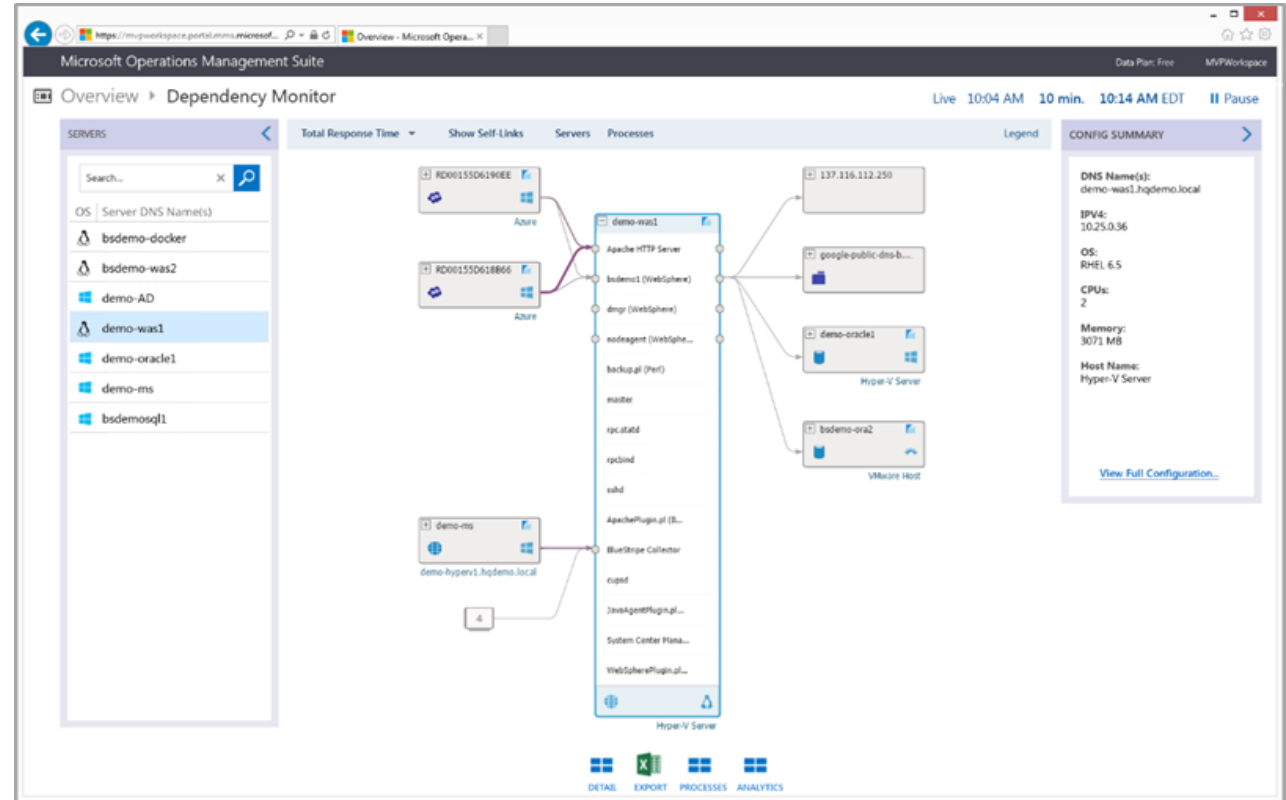 https://mvpworkspace.portal.mms.microsof...
Overview - Microsoft Opera...
Microsoft Operations Management Suite
Data Plan: Free
MVPWorkspace
Overview
Dependency Monitor
Live 10:04 AM 10 min. 10:14 AM EDT
Pause
SERVERS
Search...
OS Server DNS Name(s)
bsdemo-docker
bsdemo-was2
demo-AD
demo-was1
demo-oracle1
demo-ms
bsdemosql1
Total Response Time
Show Self-Links
Servers
Processes
Legend
RD00155D6190EE
Azure
RD00155D618B66
Azure
demo-ms
demo-hyperv1.hqdemo.local
4
demo-was1
Apache HTTP Server
bsdemo1 (WebSphere)
dmgr (WebSphere)
nodeagent (WebSphe...
backup.pl (Perl)
master
rpc.statd
rpcbind
sshd
ApachePlugin.pl (B...
BlueStripe Collector
cupsd
JavaAgentPlugin.pl...
System Center Mana...
WebSpherePlugin.pl...
Hyper-V Server
137.116.112.250
google-public-dns-b....
demo-oracle1
Hyper-V Server
bsdemo-ora2
VMware Host
CONFIG SUMMARY
DNS Name(s):
demo-was1.hqdemo.local
IPV4:
10.25.0.36
OS:
RHEL 6.5
CPUs:
2
Memory:
3071 MB
Host Name:
Hyper-V Server
View Full Configuration...
DETAIL
EXPORT
PROCESSES
ANALYTICS